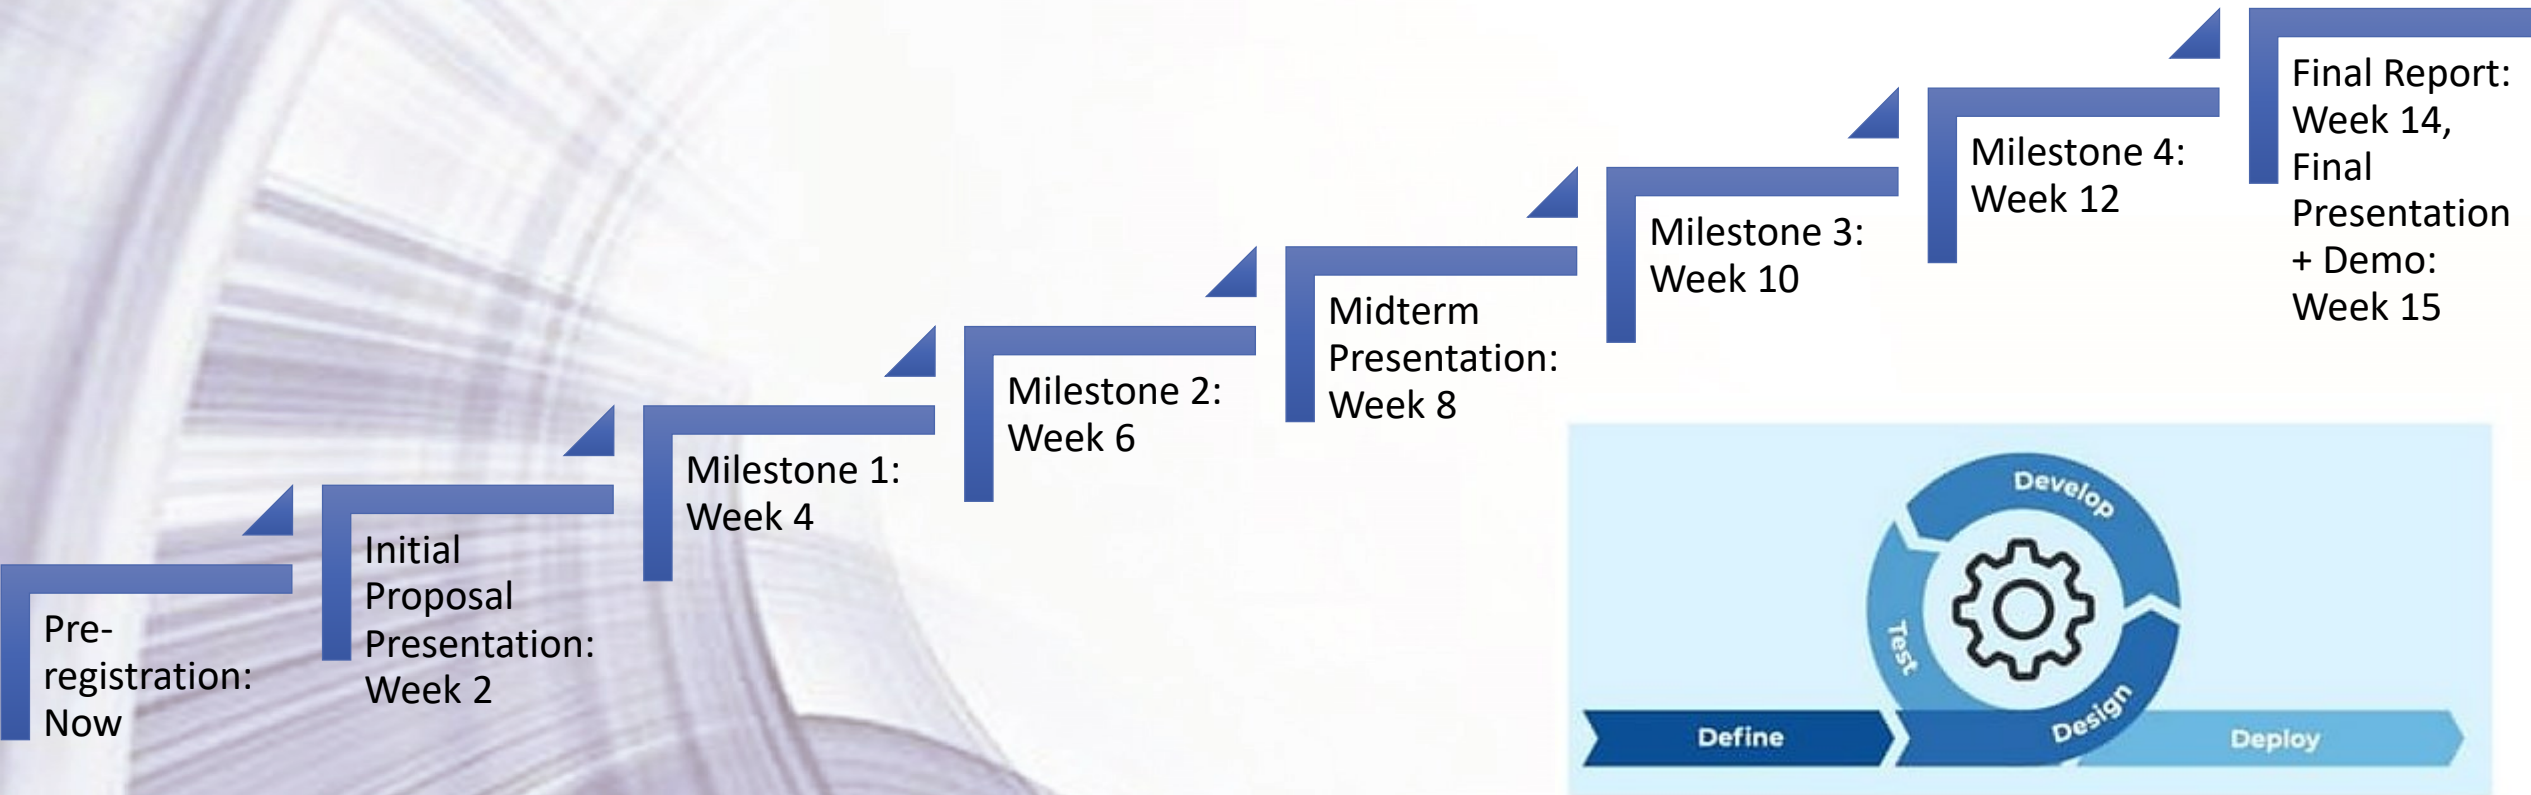 Pre-
registration:
Now
Initial
Proposal
Presentation:
Week 2
Milestone 1:
Week 4
Milestone 2:
Week 6
Midterm
Presentation:
Week 8
Milestone 3:
Week 10
Milestone 4:
Week 12
Final Report:
Week 14,
Final
Presentation
+ Demo:
Week 15
Develop
Test
Design
Define
Deploy